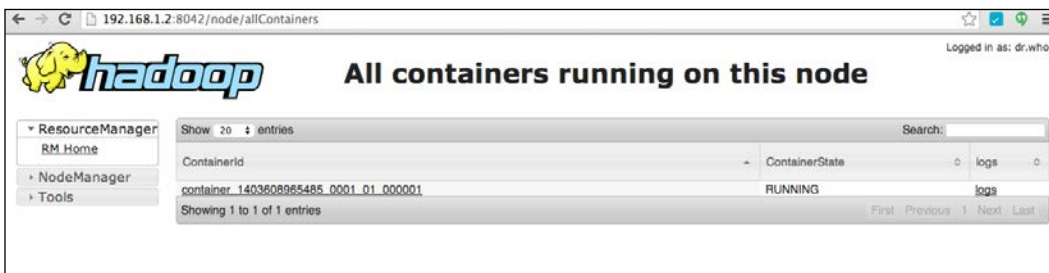 192.168.1.2:8042/node/allContainers
Logged in as: dr.who
hadoop
All containers running on this node
ResourceManager
RM Home
NodeManager
Tools
Show 20 entries
Search:
ContainerId ContainerState logs
container_1403608965485_0001_01_000001 RUNNING logs
Showing 1 to 1 of 1 entries
First Previous 1 Next Last